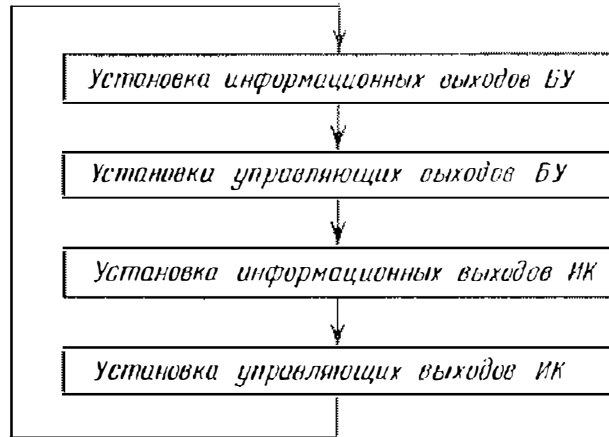 Установка информационных выходов БУ
Установка управляющих выходов БУ
Установка информационных выходов ИК
Установка управляющих выходов ИК